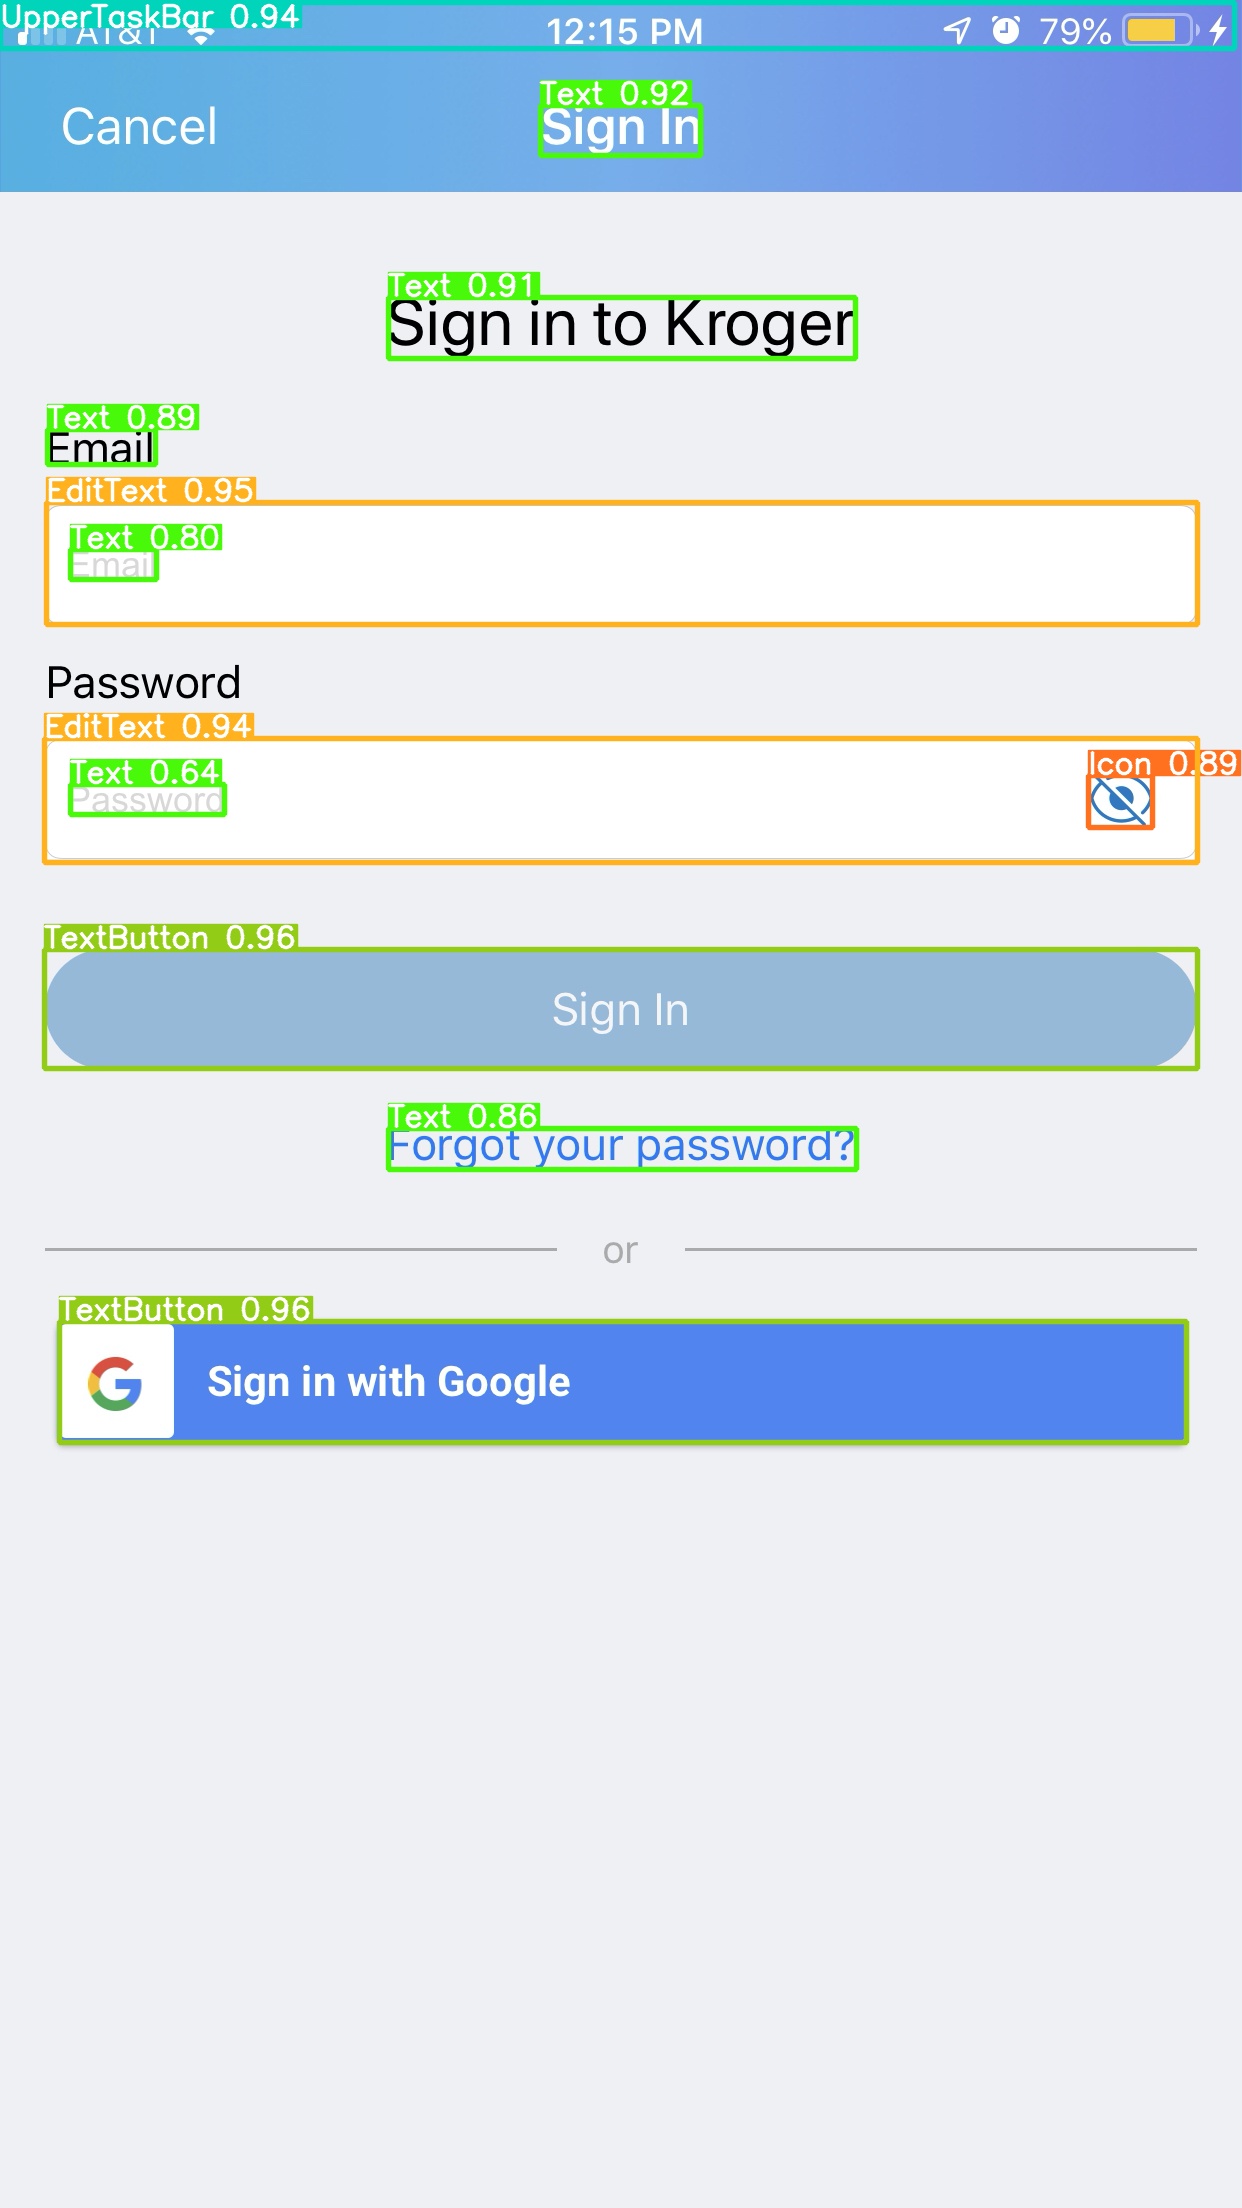 UpperTaskBar 0.94
AT&T 12:15 PM 79%
Text 0.92
Cancel Sign In
Text 0.91
Sign in to Kroger
Text 0.89
Email
EditText 0.95
Text 0.80
Email
Password
EditText 0.94
Icon 0.89
Text 0.64
Password
TextButton 0.96
Sign In
Text 0.86
Forgot your password?
or
TextButton 0.96
G Sign in with Google